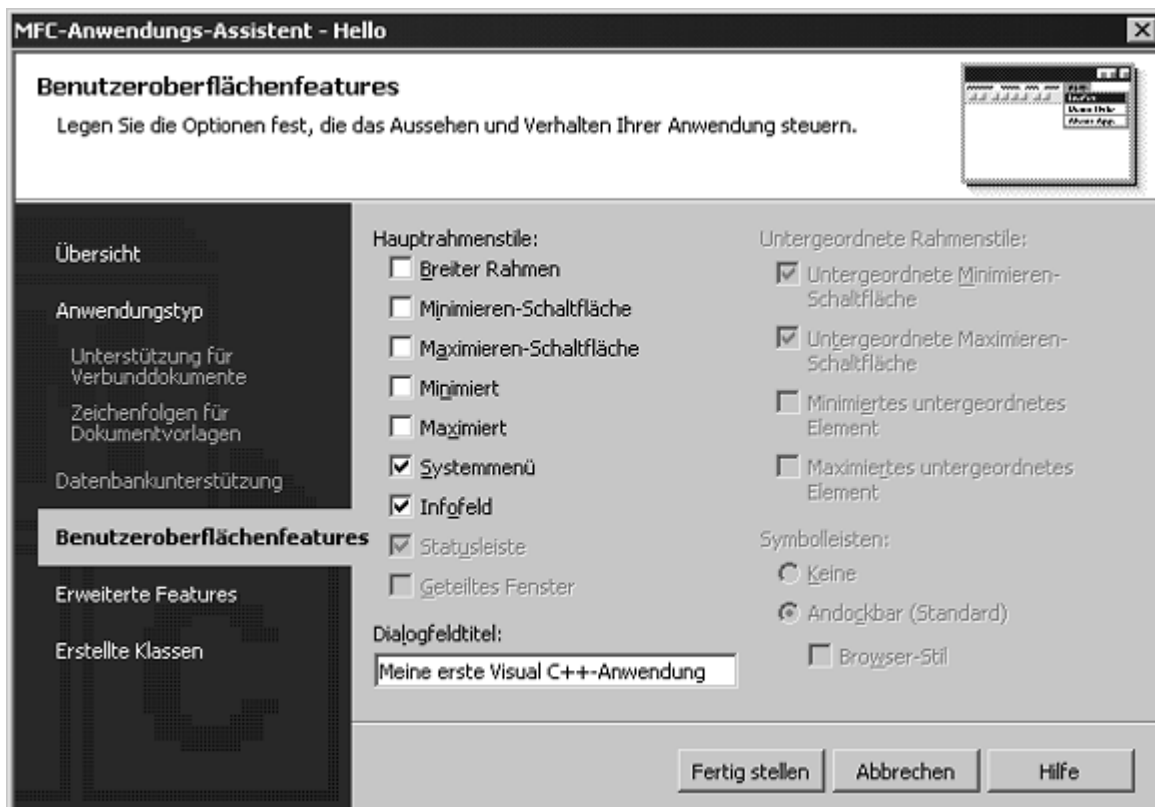 MFC-Anwendungs-Assistent - Hello
Benutzeroberflächenfeatures
Legen Sie die Optionen fest, die das Aussehen und Verhalten Ihrer Anwendung steuern.
Übersicht
Anwendungstyp
Unterstützung für
Verbunddokumente
Zeichenfolgen für
Dokumentvorlagen
Datenbankunterstützung
Benutzeroberflächenfeatures
Erweiterte Features
Erstellte Klassen
Hauptrahmenstile:
Breiter Rahmen
Minimieren-Schaltfläche
Maximieren-Schaltfläche
Minimiert
Maximiert
Systemmenü
Infofeld
Statusleiste
Geteiltes Fenster
Dialogfeldtitel:
Meine erste Visual C++-Anwendung
Untergeordnete Rahmenstile:
Untergeordnete Minimieren-
Schaltfläche
Untergeordnete Maximieren-
Schaltfläche
Minimiertes untergeordnetes
Element
Maximiertes untergeordnetes
Element
Symbolleisten:
Keine
Andockbar (Standard)
Browser-Stil
Fertig stellen
Abbrechen
Hilfe